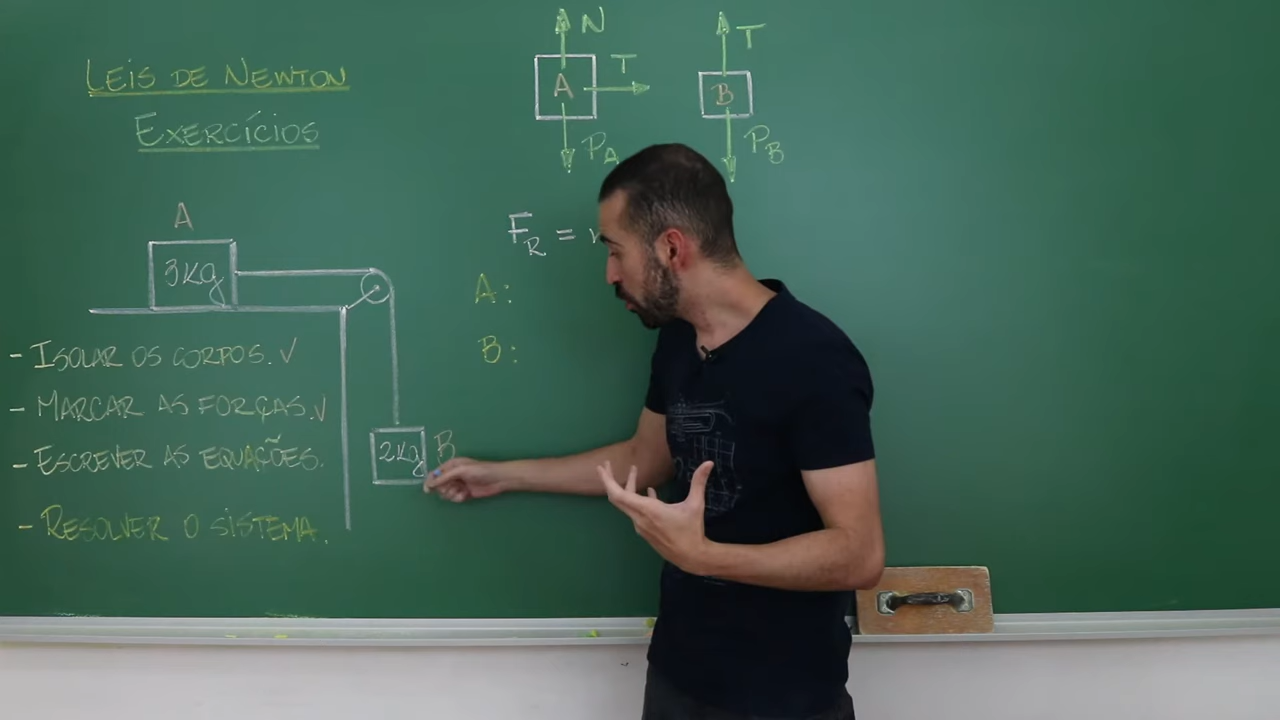 LEIS DE NEWTON
EXERCÍCIOS
A
3Kg
- ISOLAR OS CORPOS. ✓
- MARCAR AS FORÇAS. ✓
- ESCREVER AS EQUAÇÕES.
- RESOLVER O SISTEMA.
2Kg
B
N
A
T
P_A
T
B
P_B
F_R =
A:
B: